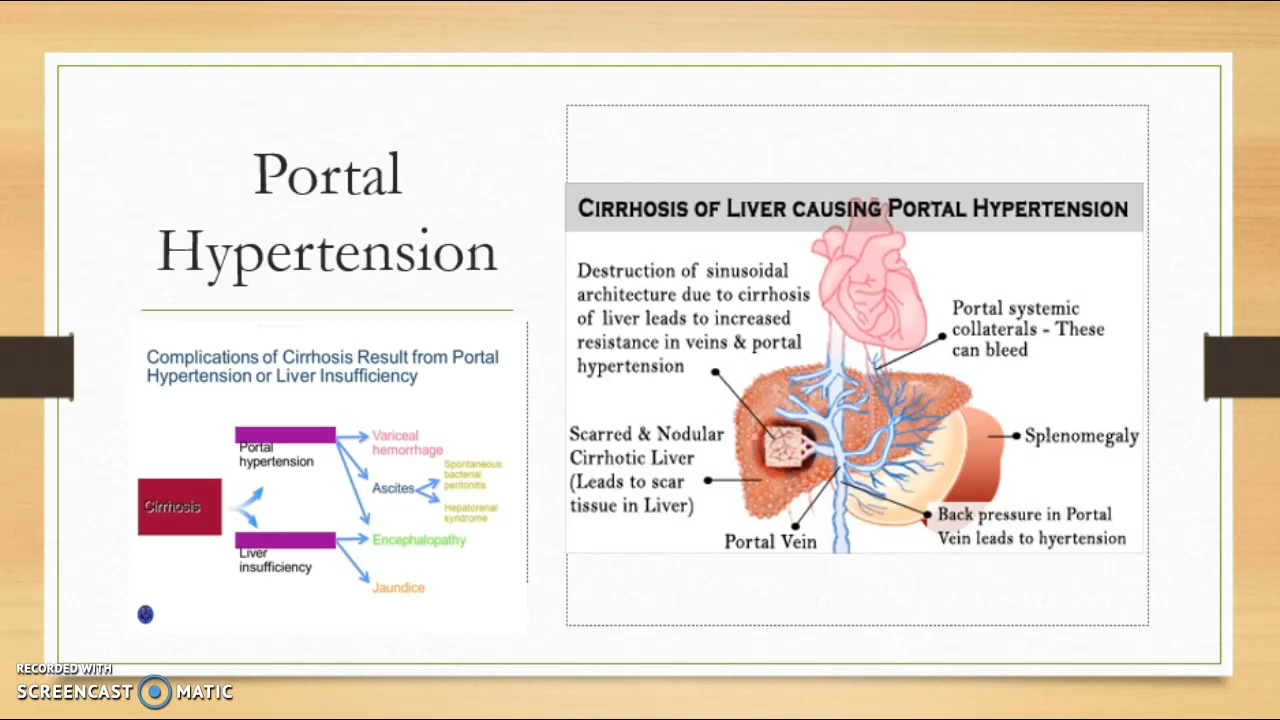 Portal
Hypertension
Complications of Cirrhosis Result from Portal
Hypertension or Liver Insufficiency
Cirrhosis
Portal
hypertension
Liver
insufficiency
Variceal
hemorrhage
Ascites
Spontaneous
bacterial
peritonitis
Hepatorenal
syndrome
Encephalopathy
Jaundice
CIRRHOSIS OF LIVER CAUSING PORTAL HYPERTENSION
Destruction of sinusoidal
architecture due to cirrhosis
of liver leads to increased
resistance in veins & portal
hypertension
Scarred & Nodular
Cirrhotic Liver
(Leads to scar
tissue in Liver)
Portal Vein
Portal systemic
collaterals - These
can bleed
Splenomegaly
Back pressure in Portal
Vein leads to hyertension
RECORDED WITH
SCREENCAST MATIC